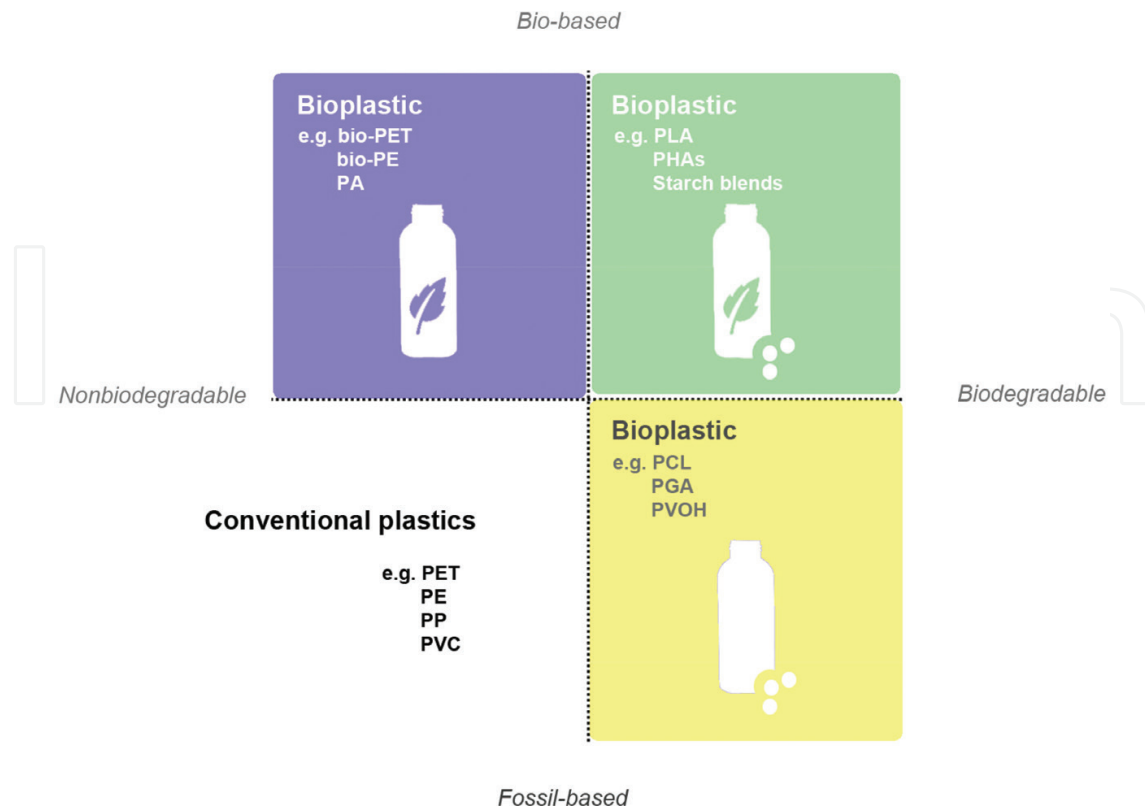 Bio-based
Bioplastic
e.g. bio-PET
bio-PE
PA
Bioplastic
e.g. PLA
PHAs
Starch blends
Nonbiodegradable
Biodegradable
Conventional plastics
e.g. PET
PE
PP
PVC
Bioplastic
e.g. PCL
PGA
PVOH
Fossil-based